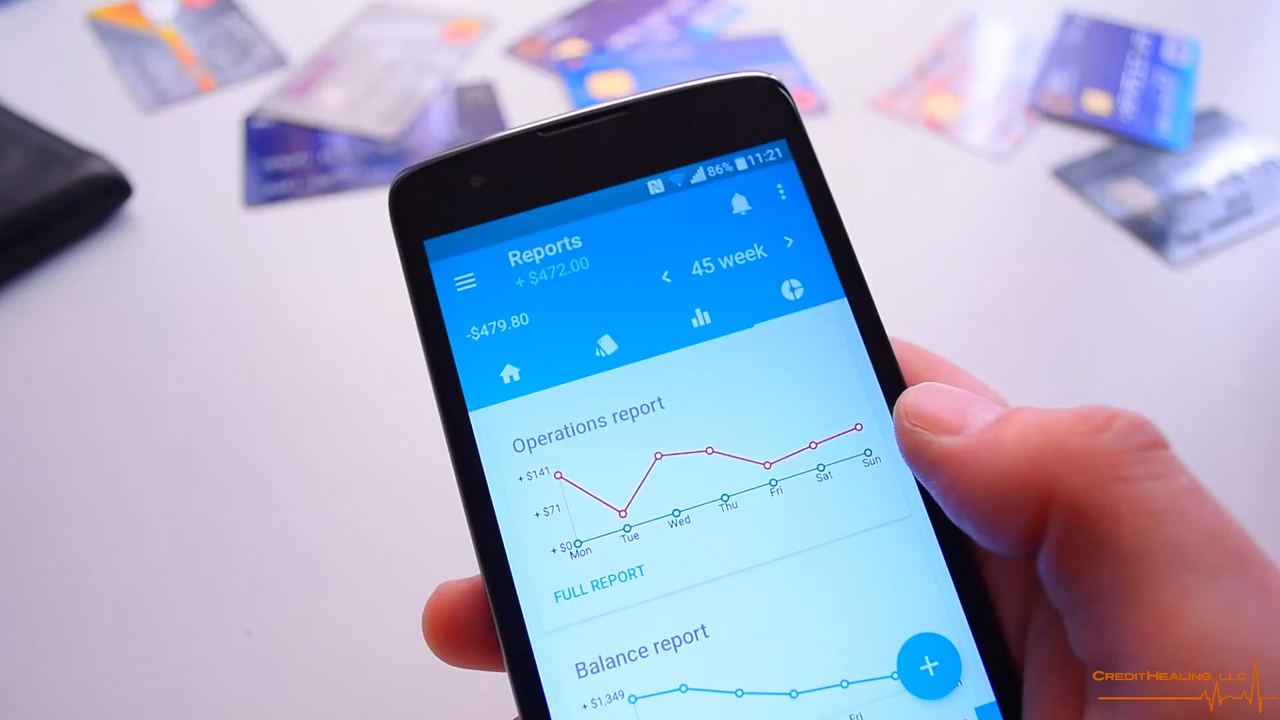 86% 11:21
Reports
+ $472.00
45 week
-$479.80
Operations report
+ $141
+ $71
+ $0
Mon Tue Wed Thu Fri Sat Sun
FULL REPORT
Balance report
+ $1,349
Fri
+
CREDITHEALING, LLC